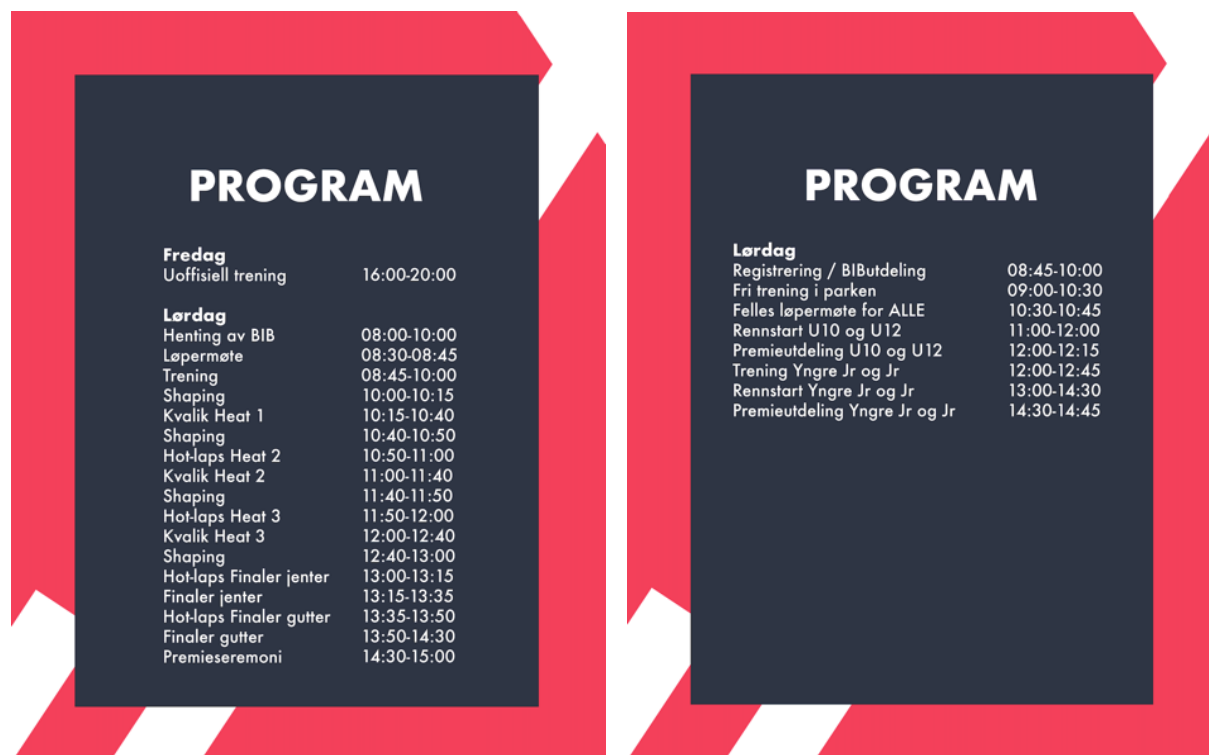 PROGRAM
Fredag
Uoffisiell trening 16:00-20:00
Lørdag
Henting av BIB 08:00-10:00
Løpermøte 08:30-08:45
Trening 08:45-10:00
Shaping 10:00-10:15
Kvalik Heat 1 10:15-10:40
Shaping 10:40-10:50
Hot-laps Heat 2 10:50-11:00
Kvalik Heat 2 11:00-11:40
Shaping 11:40-11:50
Hot-laps Heat 3 11:50-12:00
Kvalik Heat 3 12:00-12:40
Shaping 12:40-13:00
Hot-laps Finaler jenter 13:00-13:15
Finaler jenter 13:15-13:35
Hot-laps Finaler gutter 13:35-13:50
Finaler gutter 13:50-14:30
Premieseremoni 14:30-15:00
PROGRAM
Lørdag
Registrering / BIButdeling 08:45-10:00
Fri trening i parken 09:00-10:30
Felles løpermøte for ALLE 10:30-10:45
Rennstart U10 og U12 11:00-12:00
Premieutdeling U10 og U12 12:00-12:15
Trening Yngre Jr og Jr 12:00-12:45
Rennstart Yngre Jr og Jr 13:00-14:30
Premieutdeling Yngre Jr og Jr 14:30-14:45